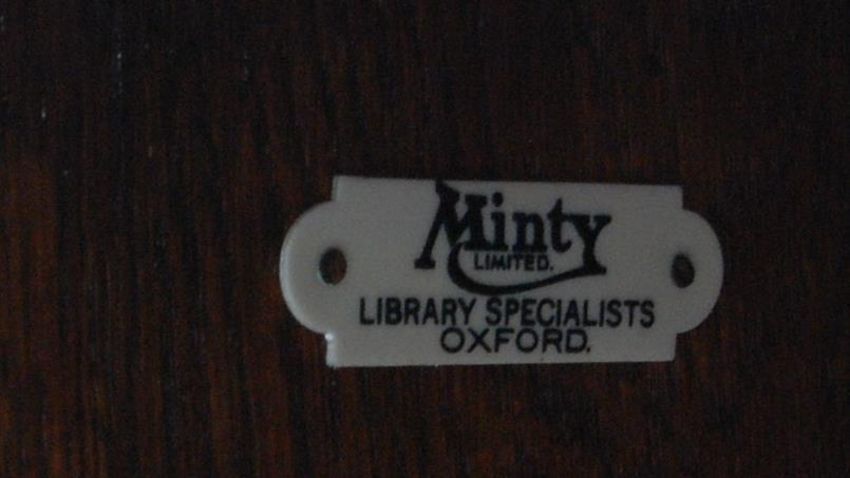 Minty
LIMITED.
LIBRARY SPECIALISTS
OXFORD.